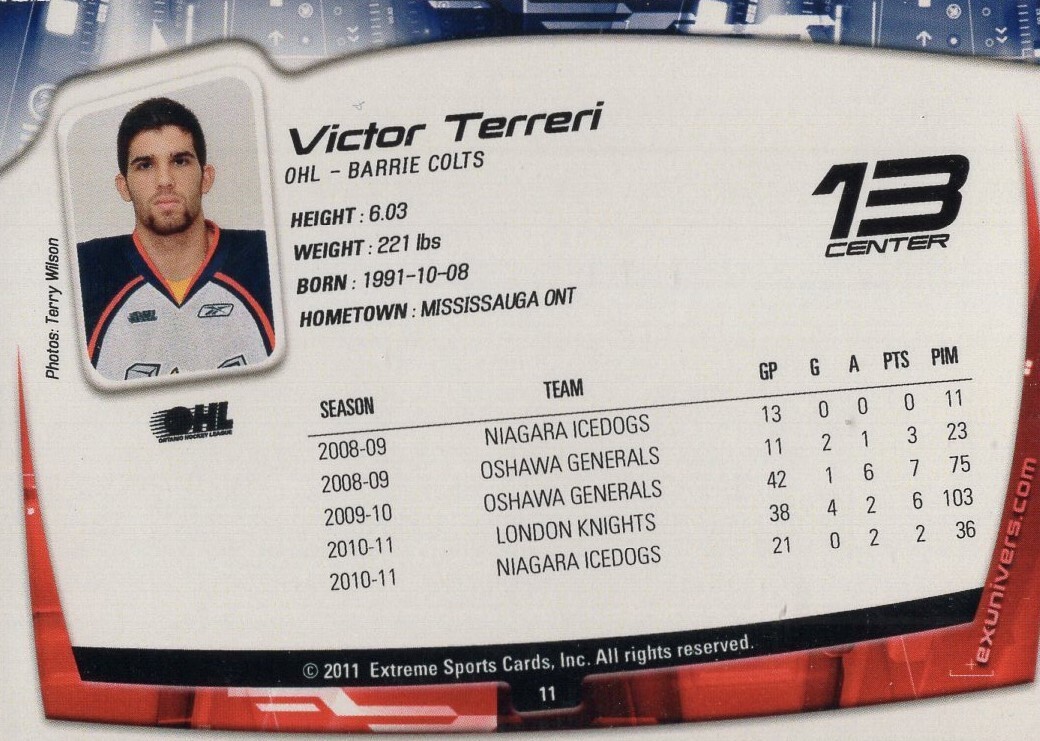 Victor Terreri
OHL - BARRIE COLTS
HEIGHT : 6.03
WEIGHT : 221 lbs
BORN : 1991-10-08
HOMETOWN : MISSISSAUGA ONT
13
CENTER
Photos: Terry Wilson
OHL
ONTARIO HOCKEY LEAGUE
SEASON TEAM GP G A PTS PIM
2008-09 NIAGARA ICEDOGS 13 0 0 0 11
2008-09 OSHAWA GENERALS 11 2 1 3 23
2009-10 OSHAWA GENERALS 42 1 6 7 75
2010-11 LONDON KNIGHTS 38 4 2 6 103
2010-11 NIAGARA ICEDOGS 21 0 2 2 36
exunivers.com
© 2011 Extreme Sports Cards, Inc. All rights reserved.
11